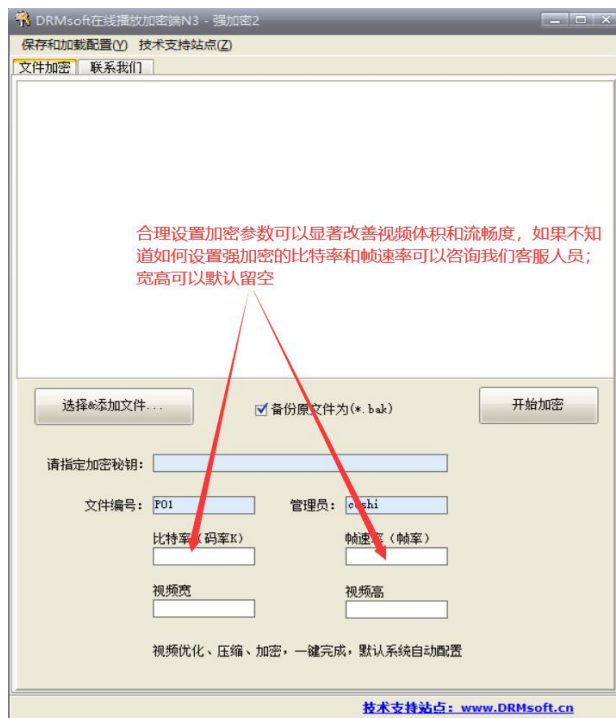 DRMsoft在线播放加密端N3 - 强加密2
保存和加载配置(Y) 技术支持站点(Z)
文件加密 联系我们
合理设置加密参数可以显著改善视频体积和流畅度，如果不知
道如何设置强加密的比特率和帧速率可以咨询我们客服人员；
宽高可以默认留空
选择&添加文件...
备份原文件为(*.bak)
开始加密
请指定加密秘钥：
文件编号： P01 管理员： ceshi
比特率（码率K） 帧速率（帧率）
视频宽 视频高
视频优化、压缩、加密，一键完成，默认系统自动配置
技术支持站点：www.DRMsoft.cn